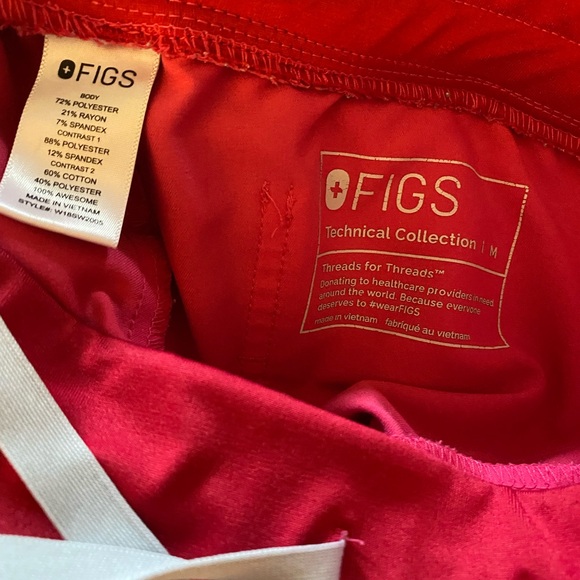 FIGS
BODY
72% POLYESTER
21% RAYON
7% SPANDEX
CONTRAST 1
88% POLYESTER
12% SPANDEX
CONTRAST 2
60% COTTON
40% POLYESTER
100% AWESOME
MADE IN VIETNAM
STYLE#: W18SW2005
FIGS
Technical Collection | M
Threads for Threads™
Donating to healthcare providers in need
around the world. Because everyone
deserves to #wearFIGS
made in vietnam fabriqué au vietnam